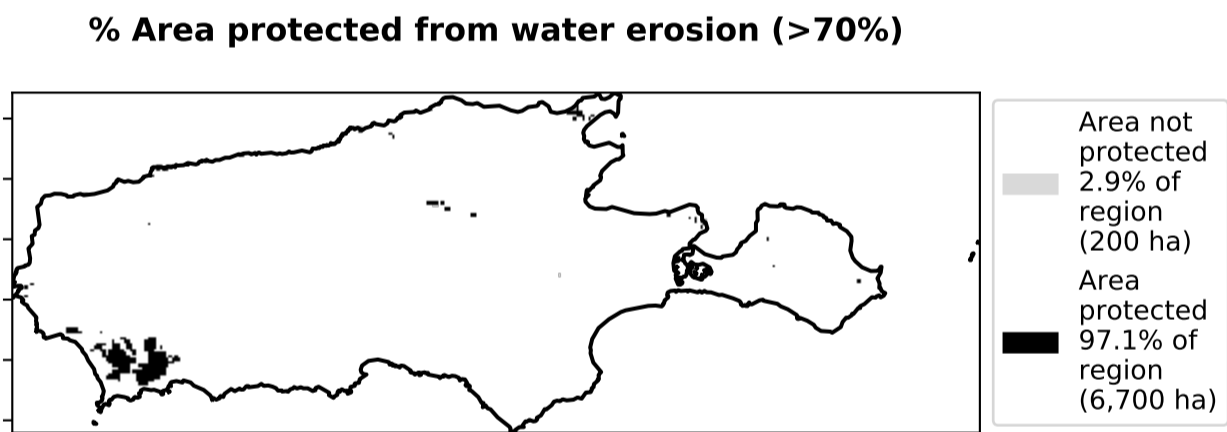 % Area protected from water erosion (>70%)
Area not
protected
2.9% of
region
(200 ha)
Area
protected
97.1% of
region
(6,700 ha)